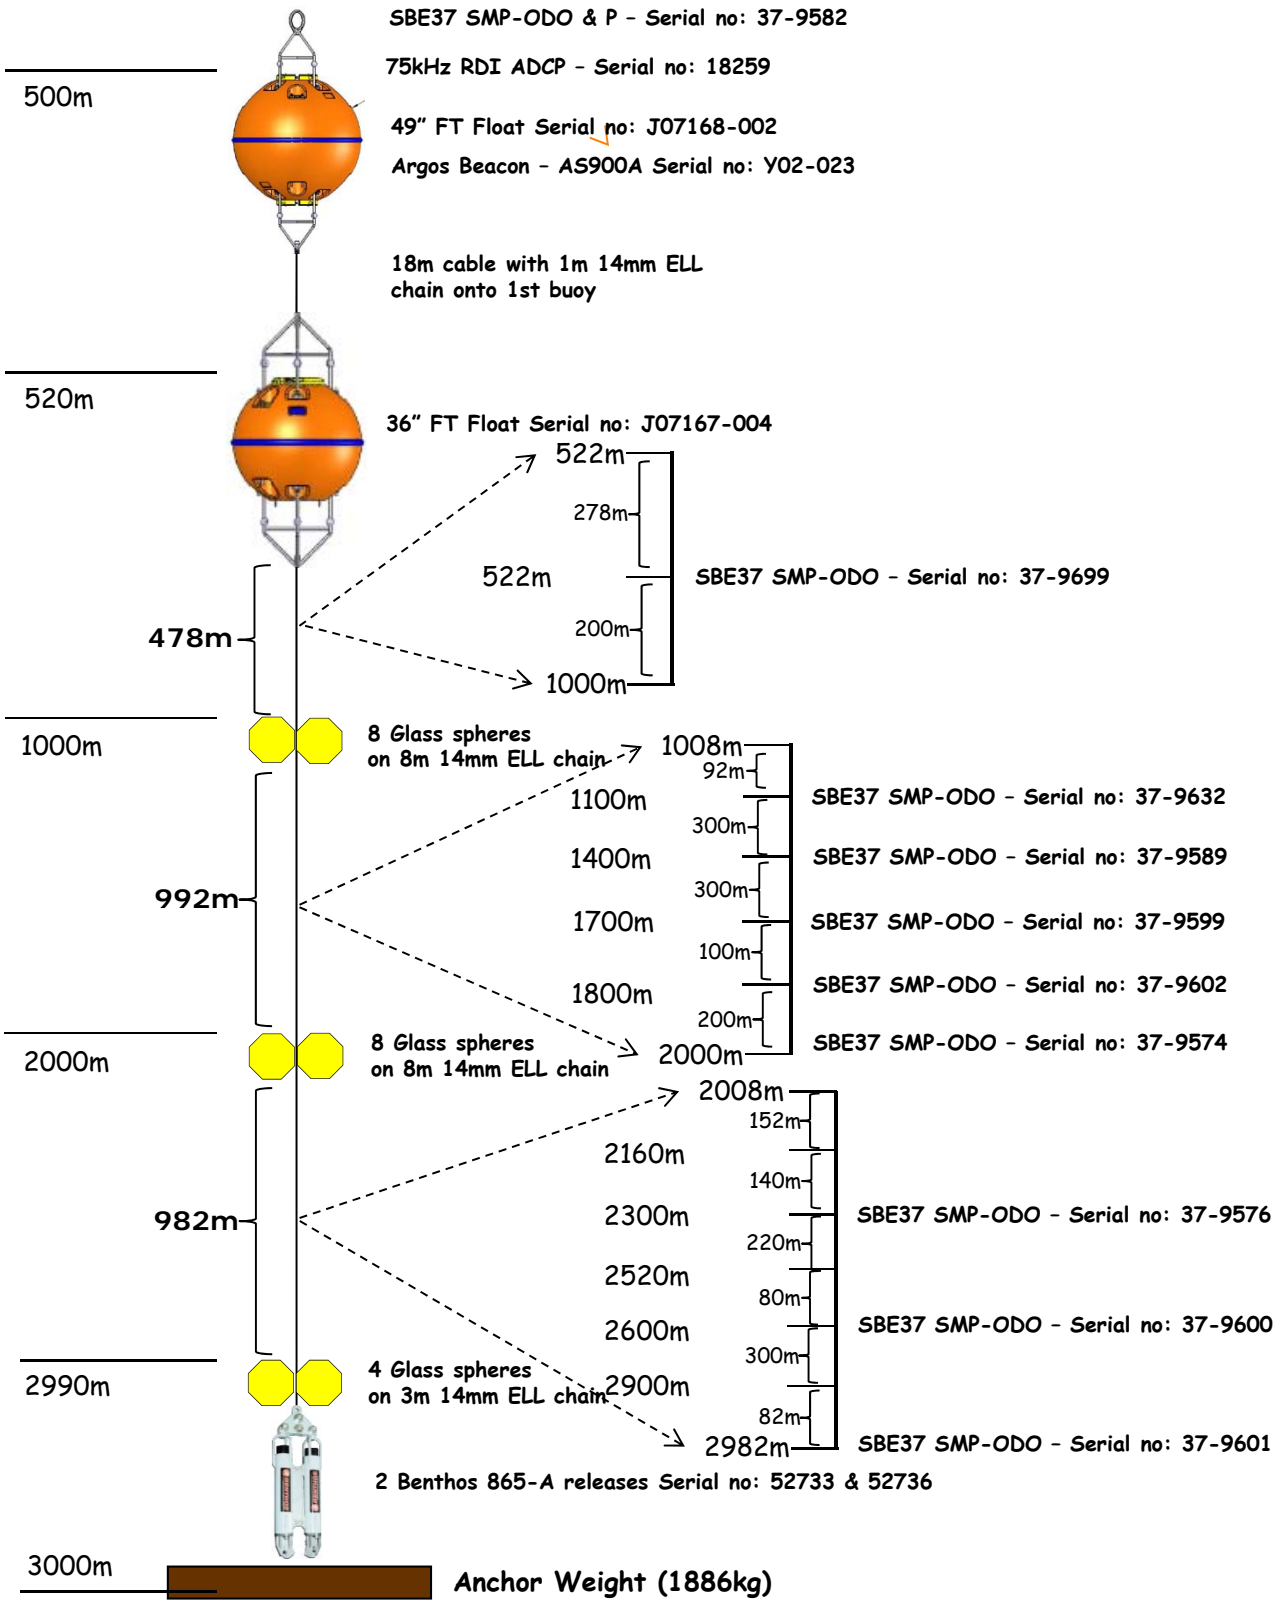 SBE37 SMP-ODO & P – Serial no: 37-9582
75kHz RDI ADCP – Serial no: 18259
500m
49” FT Float Serial no: J07168-002
Argos Beacon – AS900A Serial no: Y02-023
18m cable with 1m 14mm ELL
chain onto 1st buoy
520m
36” FT Float Serial no: J07167-004
522m
278m
522m
SBE37 SMP-ODO – Serial no: 37-9699
200m
478m
1000m
1000m
8 Glass spheres
on 8m 14mm ELL chain
1008m
92m
1100m
SBE37 SMP-ODO – Serial no: 37-9632
300m
1400m
SBE37 SMP-ODO – Serial no: 37-9589
300m
992m
1700m
SBE37 SMP-ODO – Serial no: 37-9599
100m
1800m
SBE37 SMP-ODO – Serial no: 37-9602
200m
2000m
SBE37 SMP-ODO – Serial no: 37-9574
2000m
8 Glass spheres
on 8m 14mm ELL chain
2008m
152m
2160m
140m
982m
2300m
SBE37 SMP-ODO – Serial no: 37-9576
220m
2520m
80m
2600m
SBE37 SMP-ODO – Serial no: 37-9600
300m
2990m
4 Glass spheres
on 3m 14mm ELL chain
2900m
82m
2982m
SBE37 SMP-ODO – Serial no: 37-9601
2 Benthos 865-A releases Serial no: 52733 & 52736
3000m
Anchor Weight (1886kg)